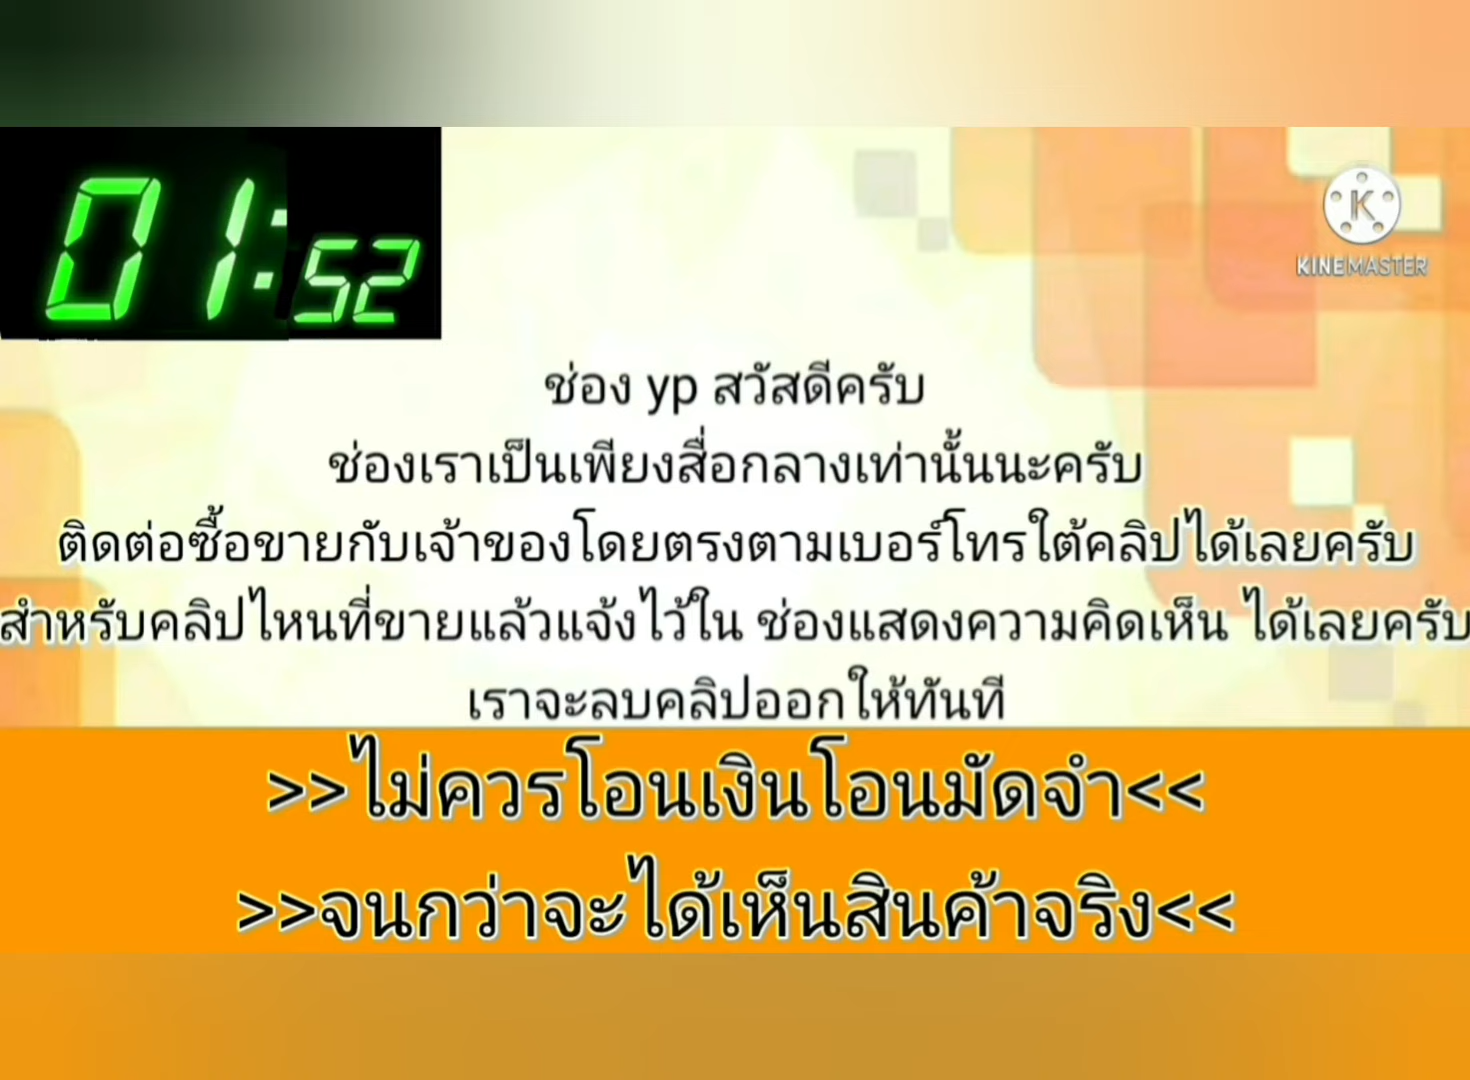 01:52
KINEMASTER
ช่อง yp สวัสดีครับ
ช่องเราเป็นเพียงสื่อกลางเท่านั้นนะครับ
ติดต่อซื้อขายกับเจ้าของโดยตรงตามเบอร์โทรใต้คลิปได้เลยครับ
สำหรับคลิปไหนที่ขายแล้วแจ้งไว้ใน ช่องแสดงความคิดเห็น ได้เลยครับ
เราจะลบคลิปออกให้ทันที
>>ไม่ควรโอนเงินโอนมัดจำ<<
>>จนกว่าจะได้เห็นสินค้าจริง<<